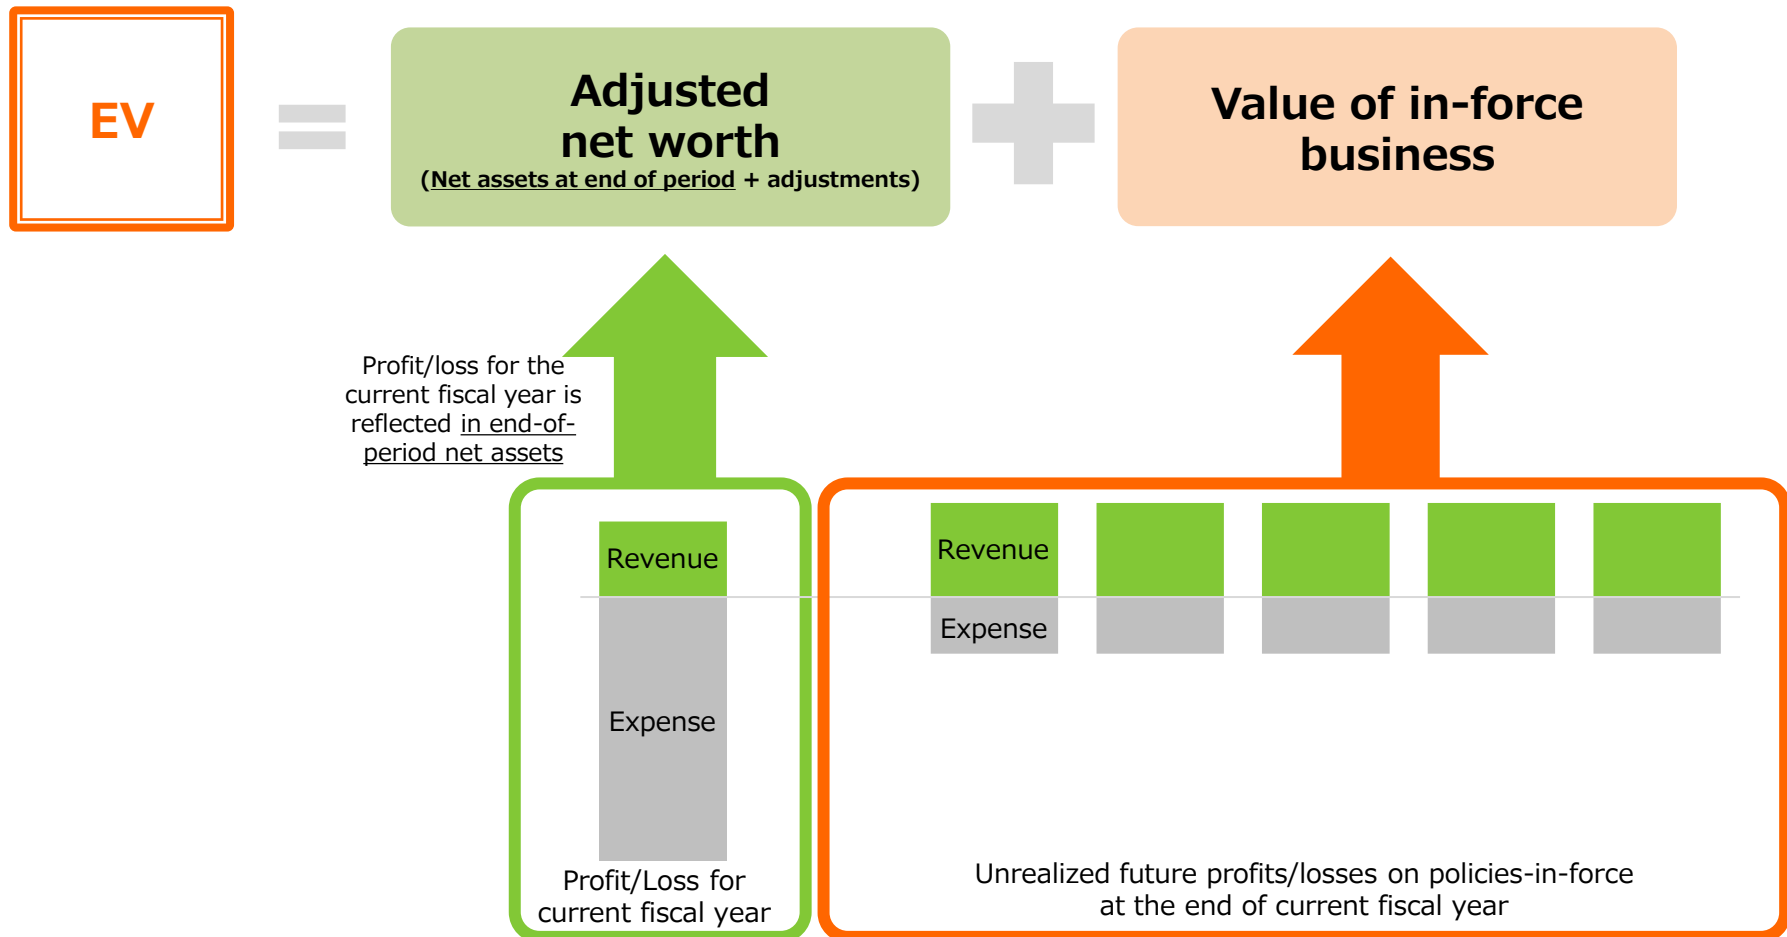 EV
Adjusted
net worth
(Net assets at end of period + adjustments)
Value of in-force
business
Profit/loss for the
current fiscal year is
reflected in end-of-
period net assets
Revenue
Expense
Profit/Loss for
current fiscal year
Revenue
Expense
Unrealized future profits/losses on policies-in-force
at the end of current fiscal year